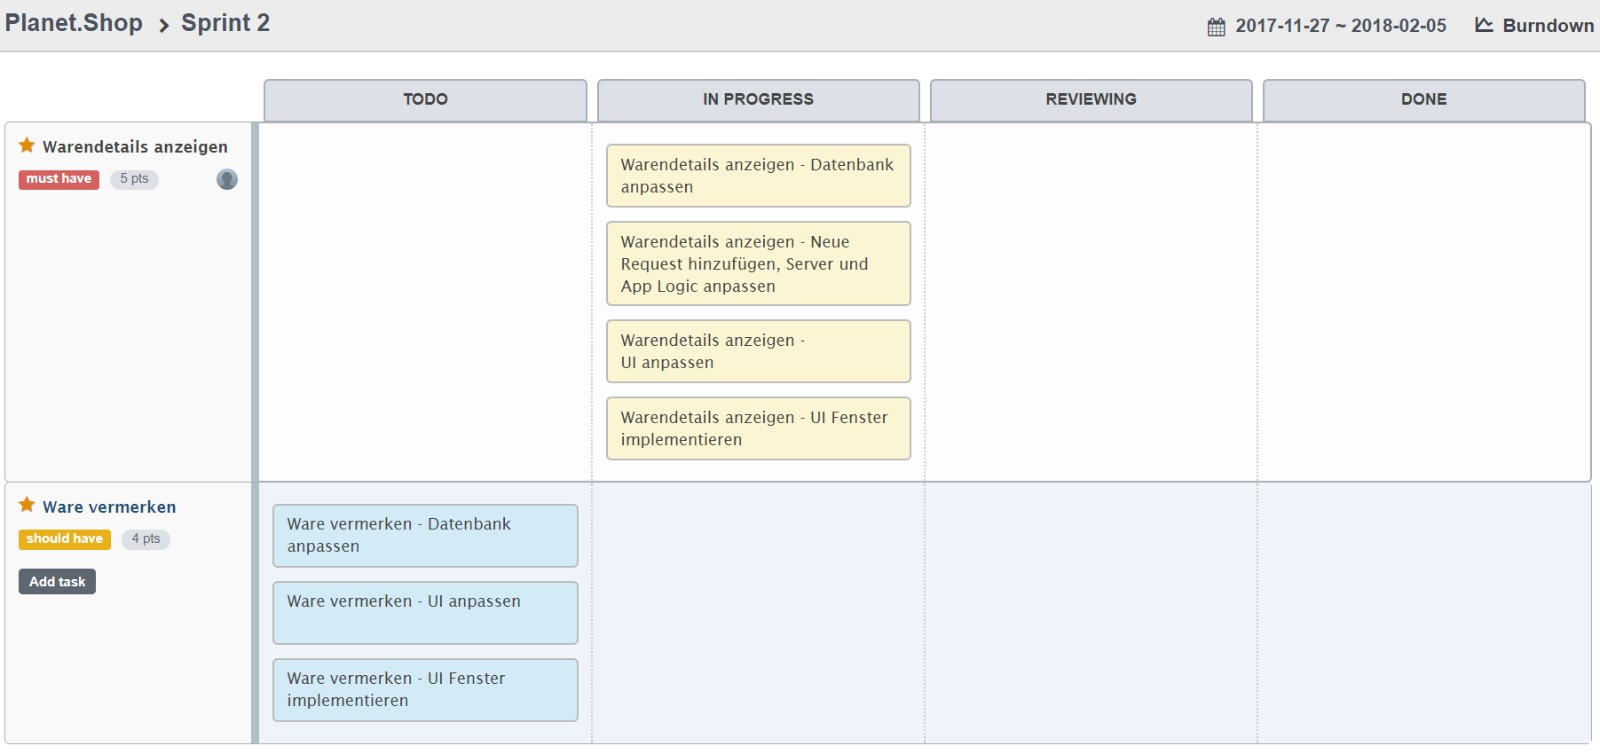 Planet.Shop > Sprint 2
2017-11-27 ~ 2018-02-05 Burndown
TODO
IN PROGRESS
REVIEWING
DONE
Warendetails anzeigen
must have 5 pts
Warendetails anzeigen - Datenbank
anpassen
Warendetails anzeigen - Neue
Request hinzufügen, Server und
App Logic anpassen
Warendetails anzeigen -
UI anpassen
Warendetails anzeigen - UI Fenster
implementieren
Ware vermerken
should have 4 pts
Add task
Ware vermerken - Datenbank
anpassen
Ware vermerken - UI anpassen
Ware vermerken - UI Fenster
implementieren